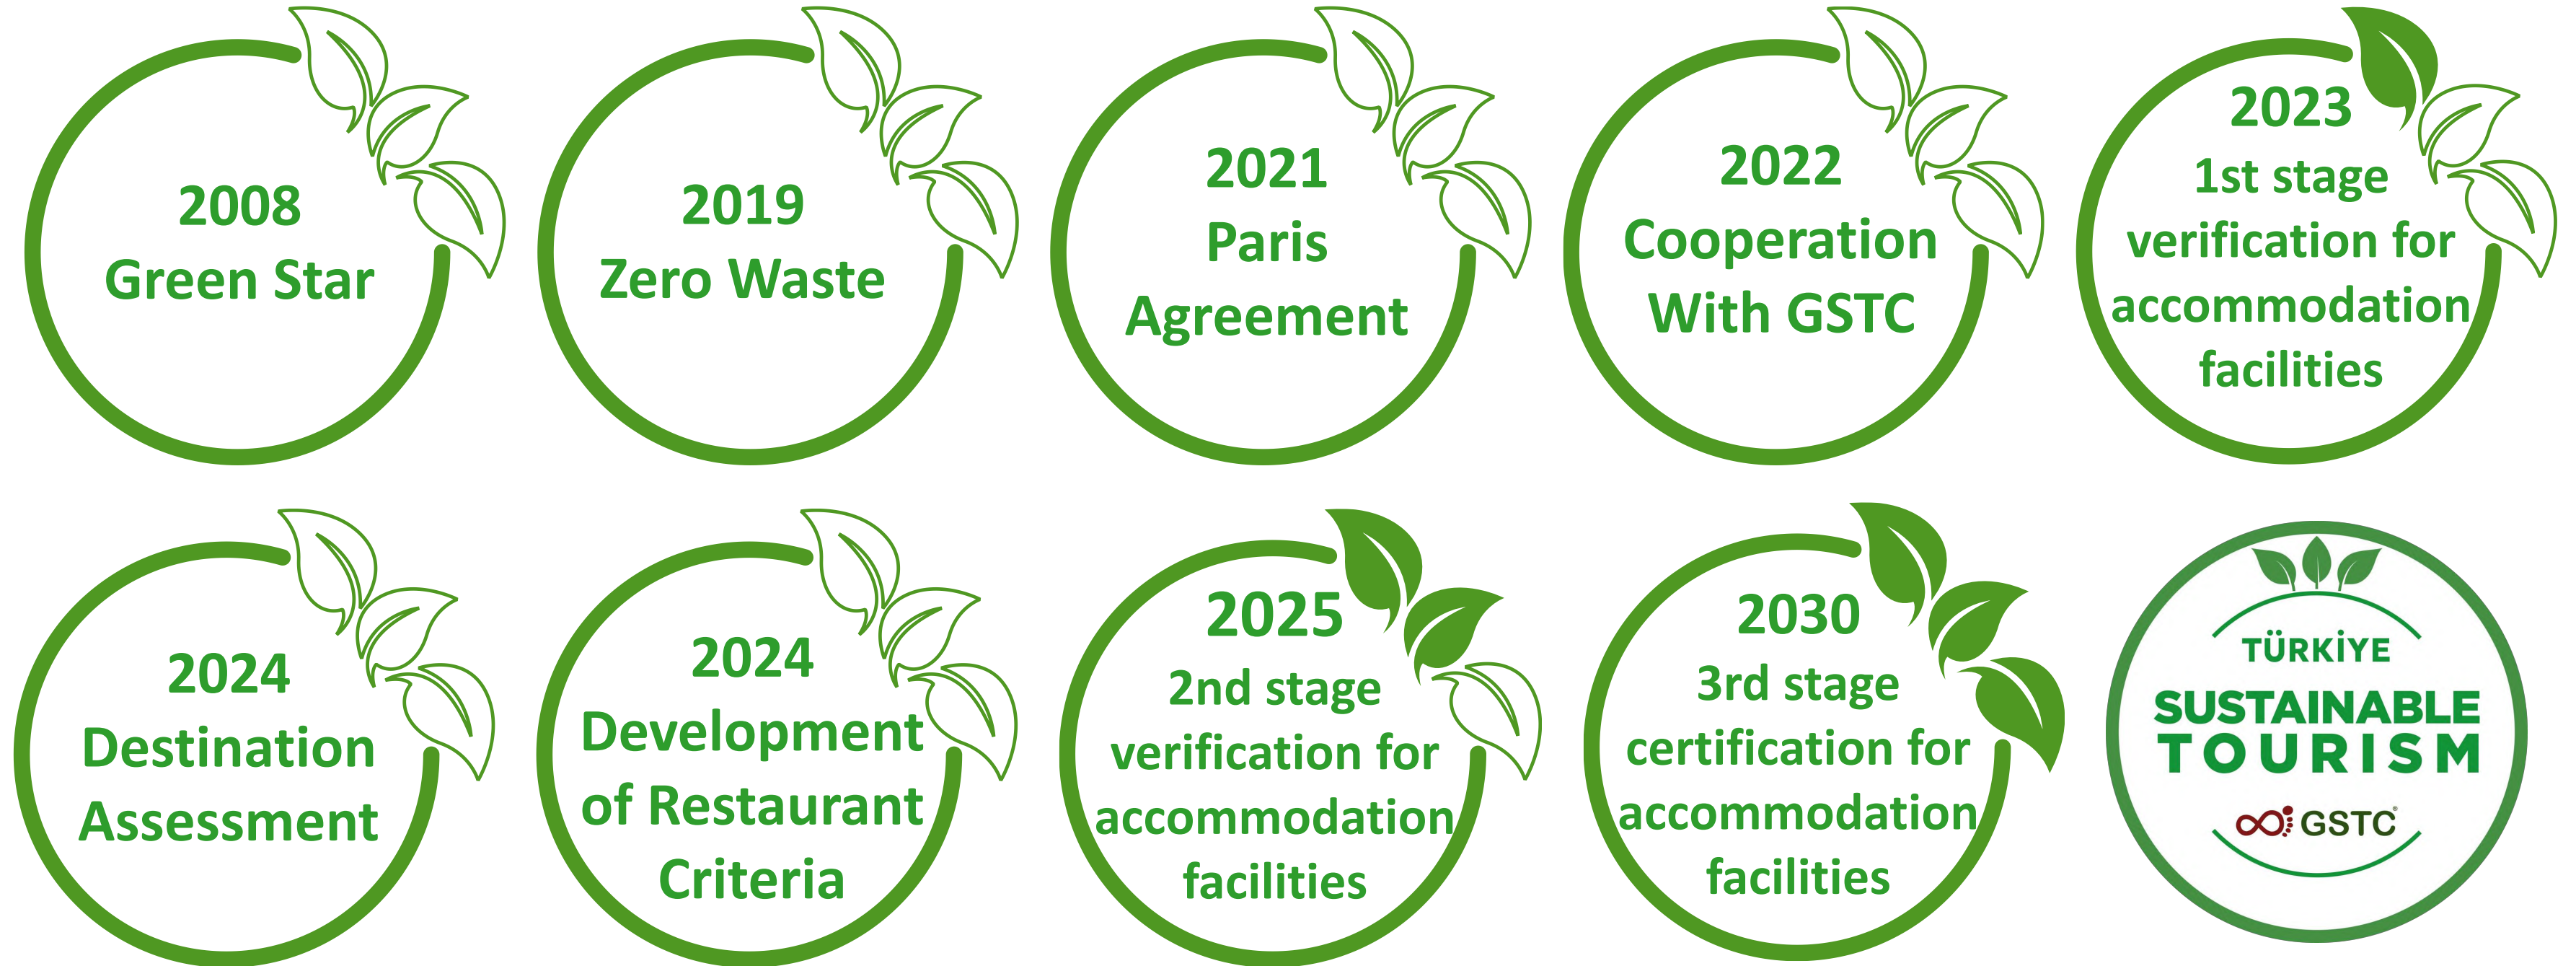 2008
Green Star
2019
Zero Waste
2021
Paris
Agreement
2022
Cooperation
With GSTC
2023
1st stage
verification for
accommodation
facilities
2024
Destination
Assessment
2024
Development
of Restaurant
Criteria
2025
2nd stage
verification for
accommodation
facilities
2030
3rd stage
certification for
accommodation
facilities
TÜRKİYE
SUSTAINABLE
TOURISM
GSTC®